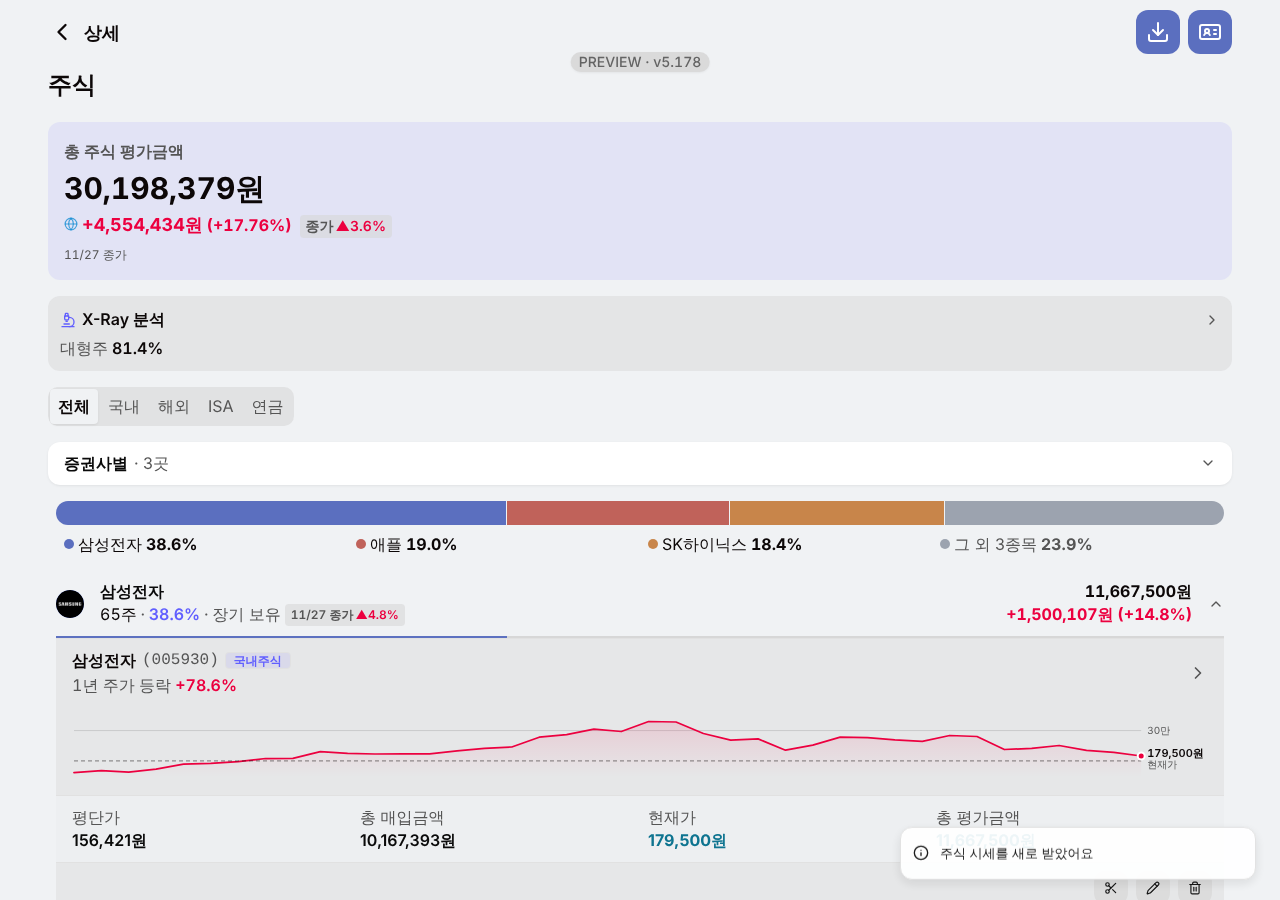 상세
PREVIEW · v5.178
주식
총 주식 평가금액
30,198,379원
+4,554,434원 (+17.76%) 종가 ▲3.6%
11/27 종가
X-Ray 분석
대형주 81.4%
전체 국내 해외 ISA 연금
증권사별 · 3곳
삼성전자 38.6% 애플 19.0% SK하이닉스 18.4% 그 외 3종목 23.9%
SAMSUNG
삼성전자 11,667,500원
65주 · 38.6% · 장기 보유 11/27 종가 ▲4.8% +1,500,107원 (+14.8%)
삼성전자 (005930) 국내주식
1년 주가 등락 +78.6%
30만
179,500원
현재가
평단가 총 매입금액 현재가 총 평가금액
156,421원 10,167,393원 179,500원 11,667,500원
주식 시세를 새로 받았어요